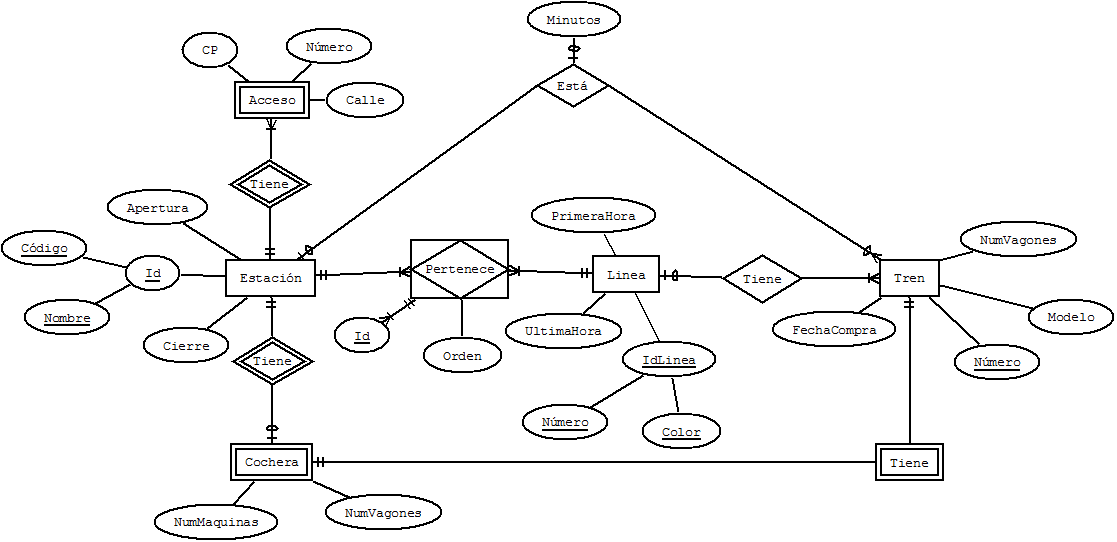 Minutos
CP
Número
Está
Acceso
Calle
Tiene
Apertura
PrimeraHora
Código
NumVagones
Id
Estación
Pertenece
Linea
Tiene
Tren
Nombre
Modelo
Cierre
Id
UltimaHora
FechaCompra
Orden
Tiene
IdLinea
Número
Número
Color
Cochera
Tiene
NumMaquinas
NumVagones